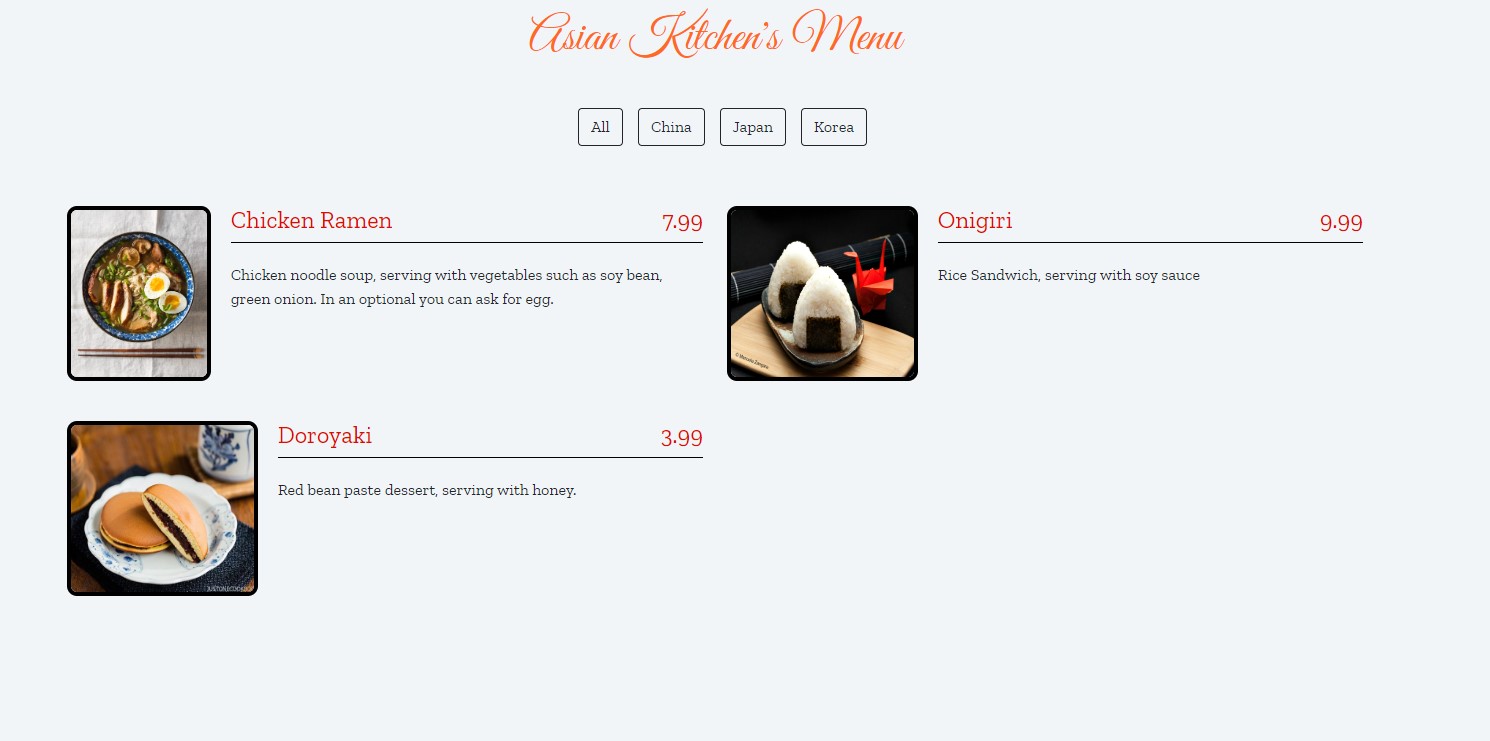 Asian Kitchen's Menu
All China Japan Korea
Chicken Ramen 7.99
Chicken noodle soup, serving with vegetables such as soy bean,
green onion. In an optional you can ask for egg.
Onigiri 9.99
Rice Sandwich, serving with soy sauce
Doroyaki 3.99
Red bean paste dessert, serving with honey.